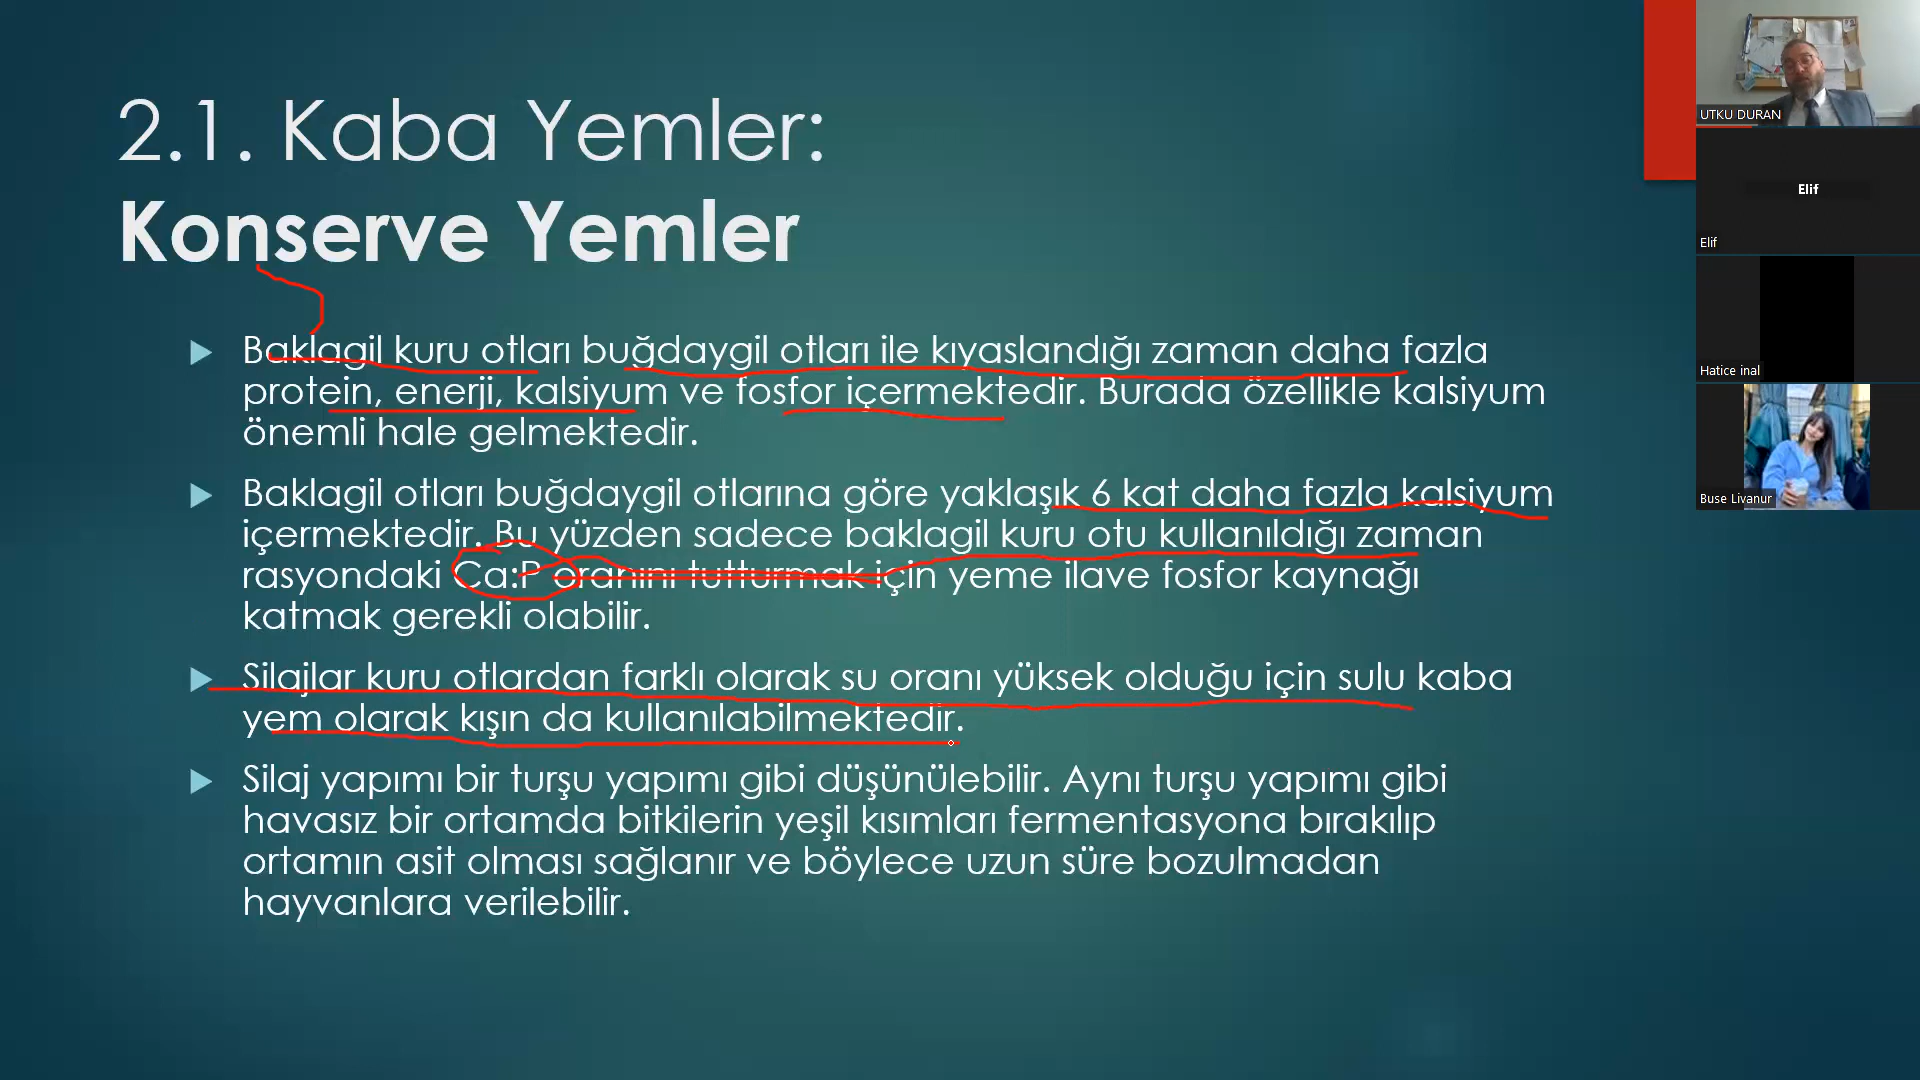 2.1. Kaba Yemler:
Konserve Yemler
Baklagil kuru otları buğdaygil otları ile kıyaslandığı zaman daha fazla
protein, enerji, kalsiyum ve fosfor içermektedir. Burada özellikle kalsiyum
önemli hale gelmektedir.
Baklagil otları buğdaygil otlarına göre yaklaşık 6 kat daha fazla kalsiyum
içermektedir. Bu yüzden sadece baklagil kuru otu kullanıldığı zaman
rasyondaki Ca:P oranını tutturmak için yeme ilave fosfor kaynağı
katmak gerekli olabilir.
Silajlar kuru otlardan farklı olarak su oranı yüksek olduğu için sulu kaba
yem olarak kışın da kullanılabilmektedir.
Silaj yapımı bir turşu yapımı gibi düşünülebilir. Aynı turşu yapımı gibi
havasız bir ortamda bitkilerin yeşil kısımları fermentasyona bırakılıp
ortamın asit olması sağlanır ve böylece uzun süre bozulmadan
hayvanlara verilebilir.
UTKU DURAN
Elif
Elif
Hatice inal
Buse Livanur